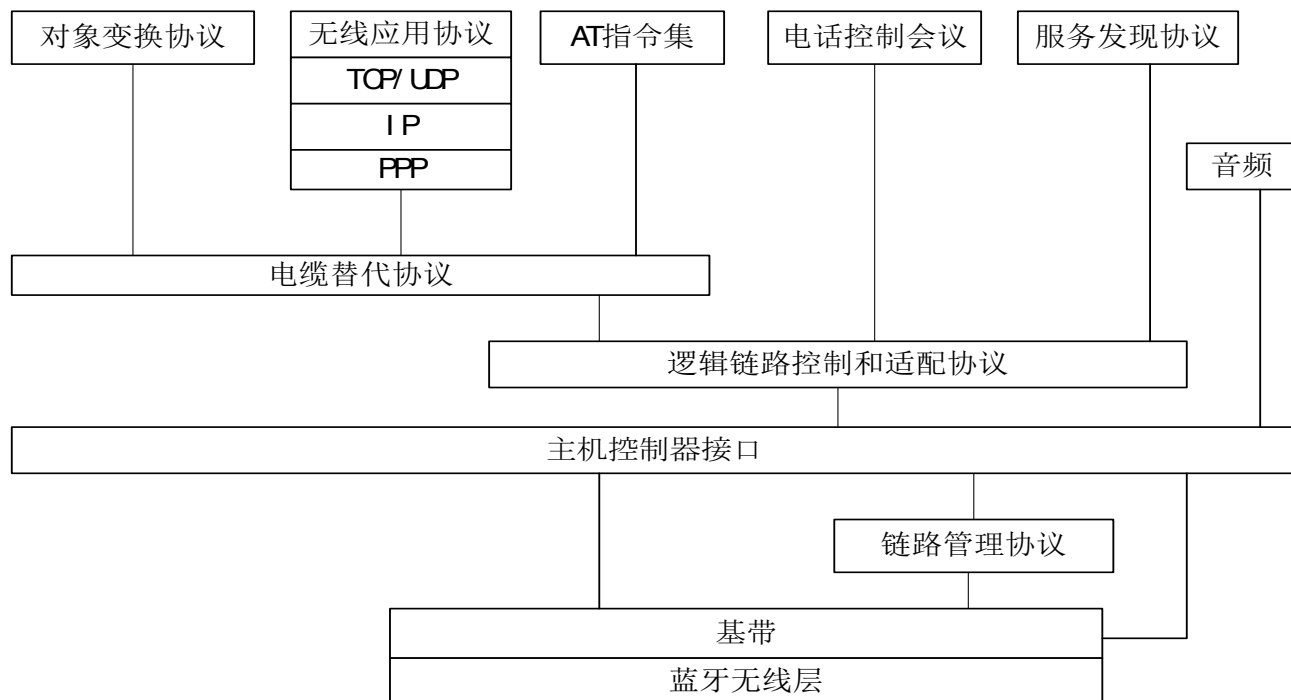 对象变换协议
无线应用协议
TCP/UDP
IP
PPP
AT指令集
电话控制会议
服务发现协议
音频
电缆替代协议
逻辑链路控制和适配协议
主机控制器接口
链路管理协议
基带
蓝牙无线层